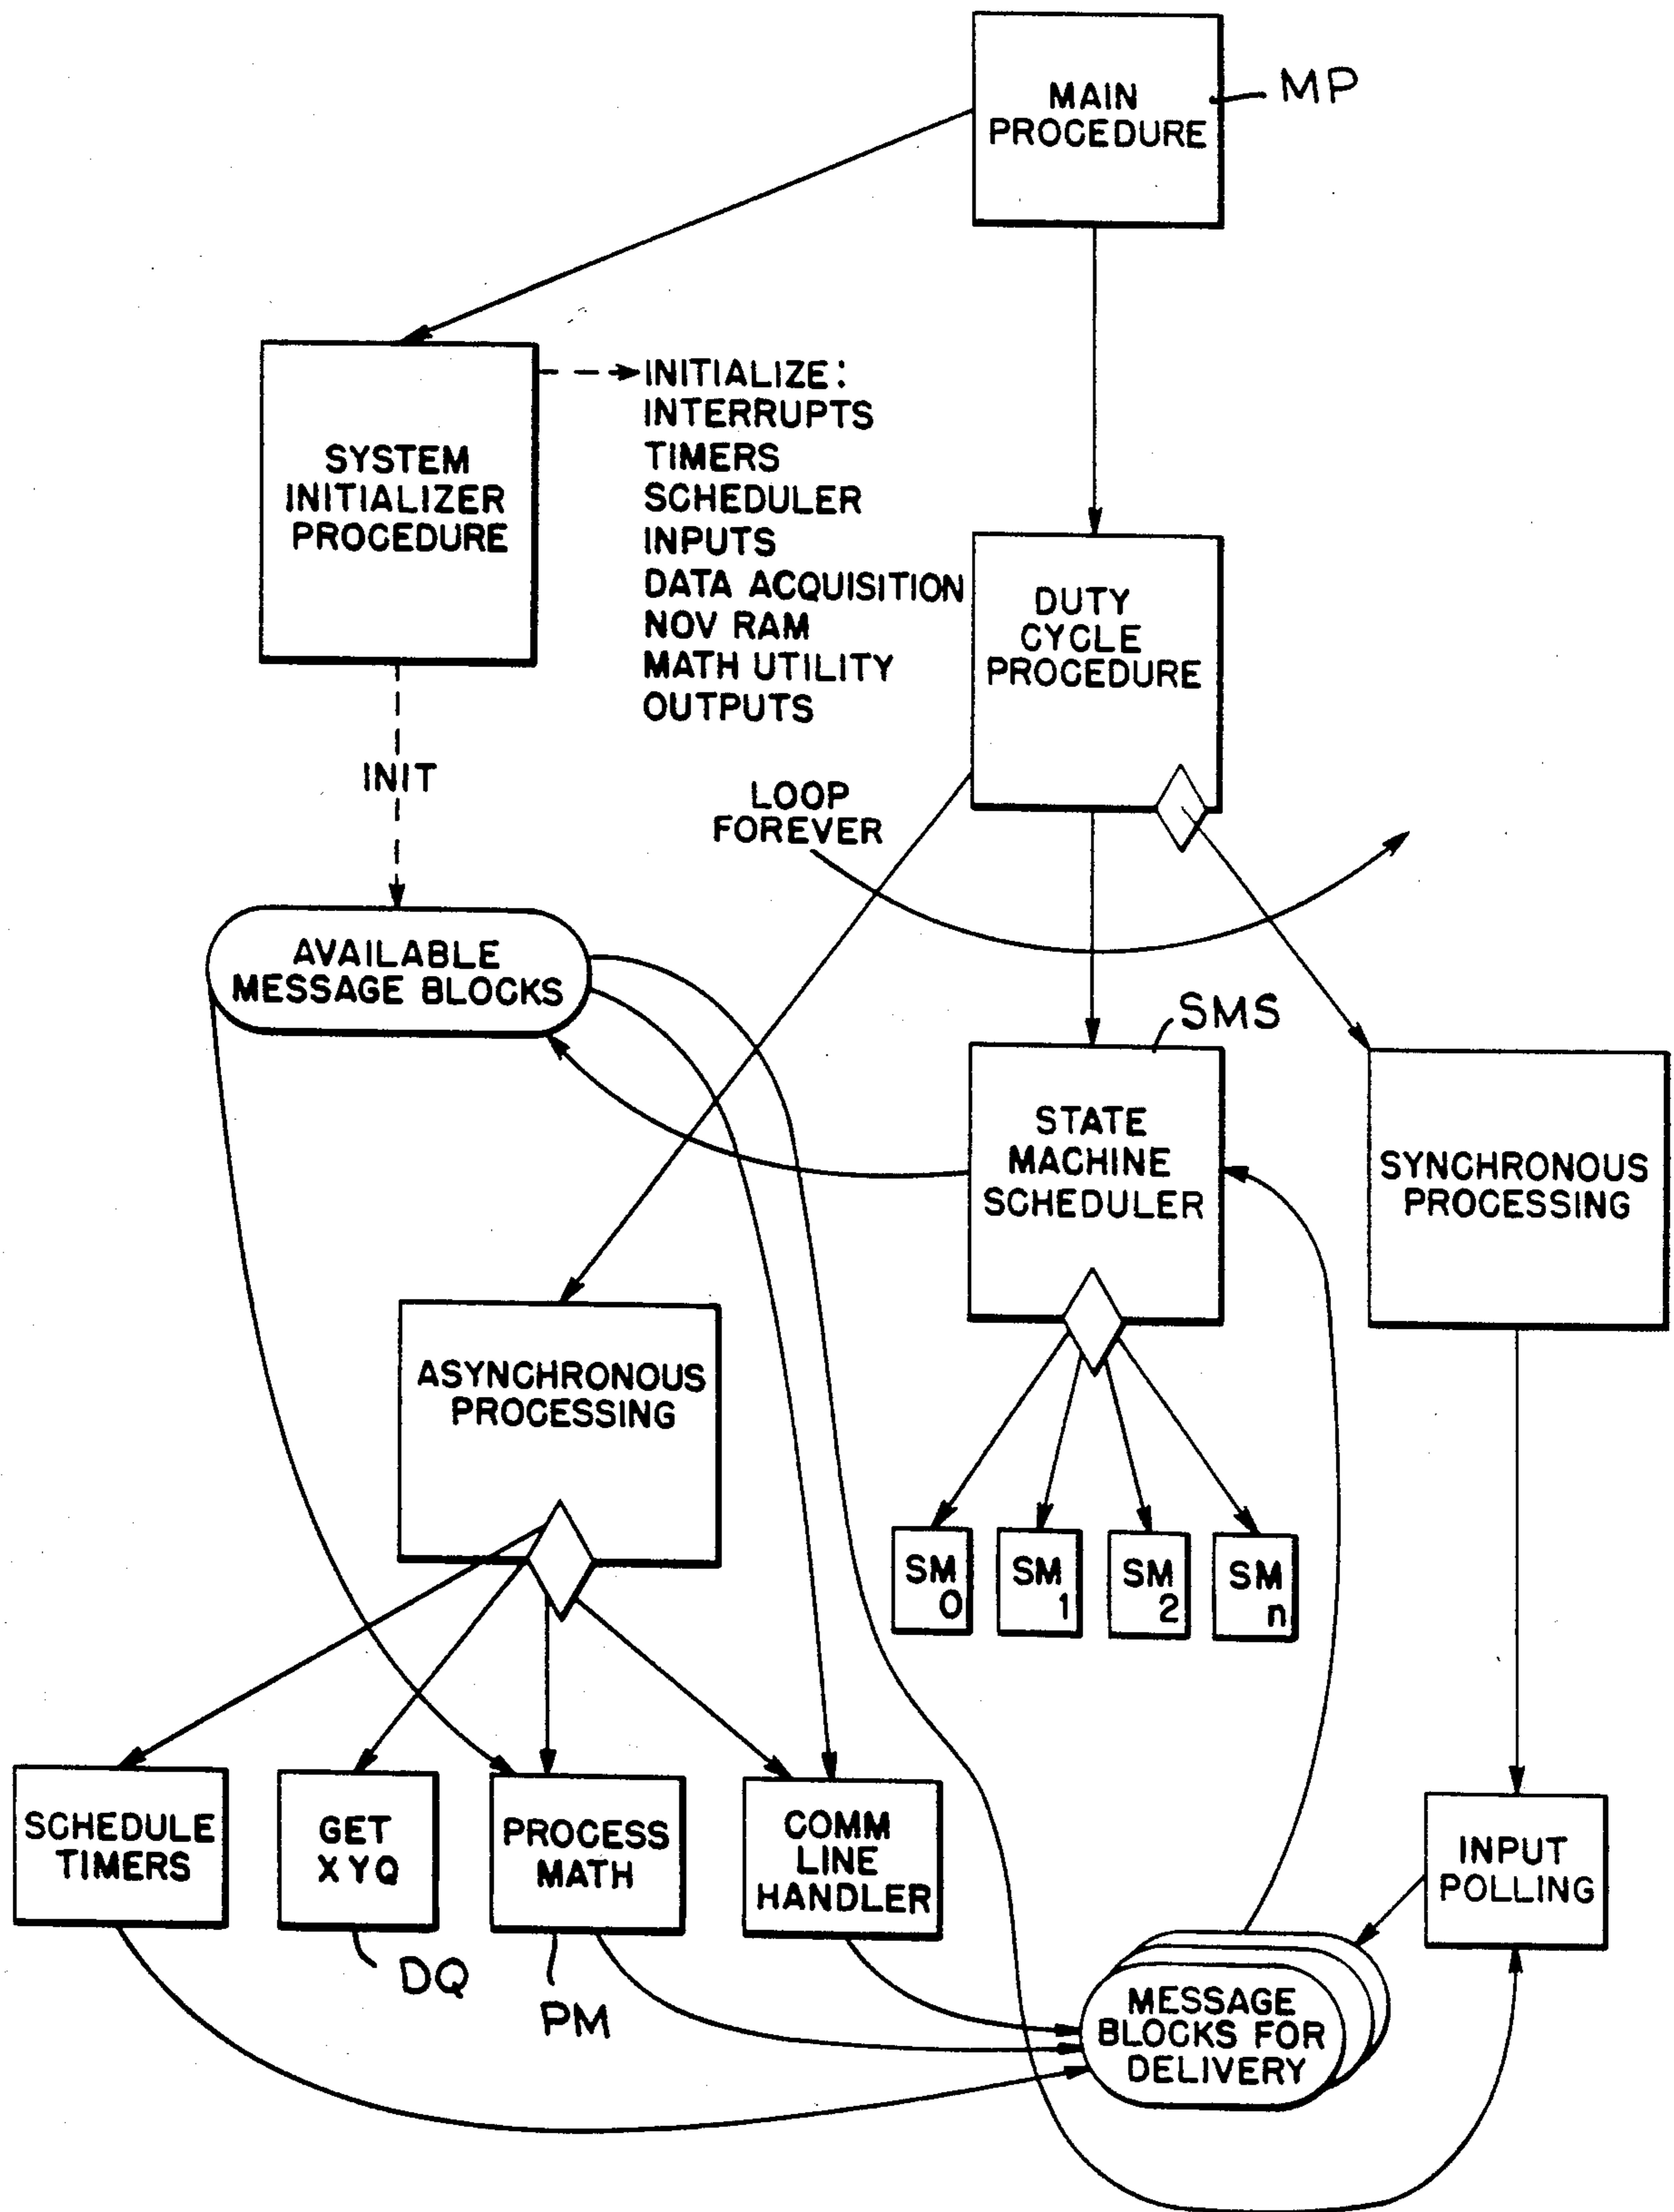 MAIN
PROCEDURE
MP
SYSTEM
INITIALIZER
PROCEDURE
INITIALIZE:
INTERRUPTS
TIMERS
SCHEDULER
INPUTS
DATA ACQUISITION
NOV RAM
MATH UTILITY
OUTPUTS
DUTY
CYCLE
PROCEDURE
INIT
LOOP
FOREVER
AVAILABLE
MESSAGE BLOCKS
SMS
STATE
MACHINE
SCHEDULER
SYNCHRONOUS
PROCESSING
ASYNCHRONOUS
PROCESSING
SM
0
SM
1
SM
2
SM
n
SCHEDULE
TIMERS
GET
XYQ
PROCESS
MATH
COMM
LINE
HANDLER
INPUT
POLLING
DQ
PM
MESSAGE
BLOCKS FOR
DELIVERY